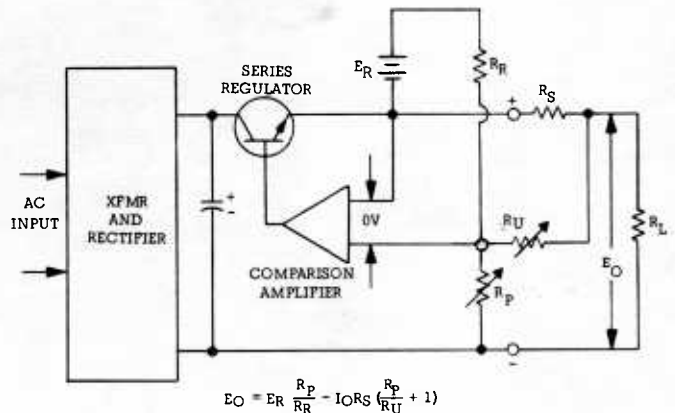 SERIES
REGULATOR
E_R
R_R
R_S
+
AC
INPUT
XFMR
AND
RECTIFIER
+
-
0V
COMPARISON
AMPLIFIER
R_U
R_P
E_O
R_L
-
E_O = E_R R_P/R_R - I_O R_S (R_P/R_U + 1)